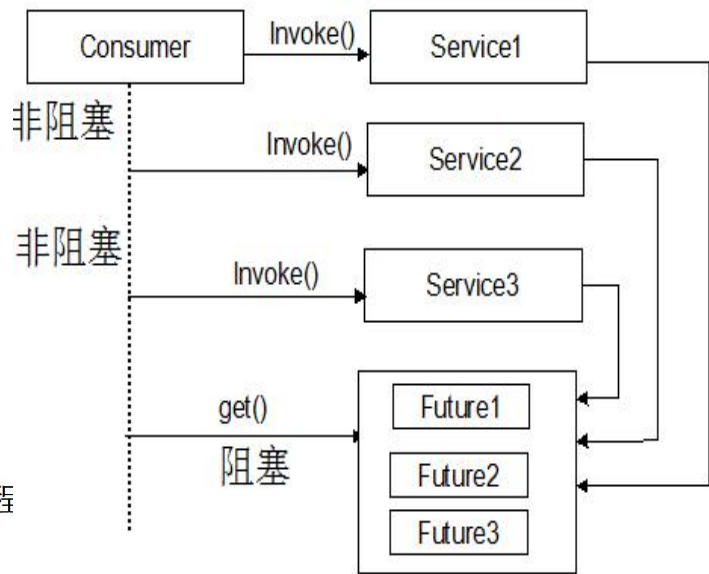 Consumer
Invoke()
Service1
非阻塞
Invoke()
Service2
非阻塞
Invoke()
Service3
get()
阻塞
Future1
Future2
Future3
程